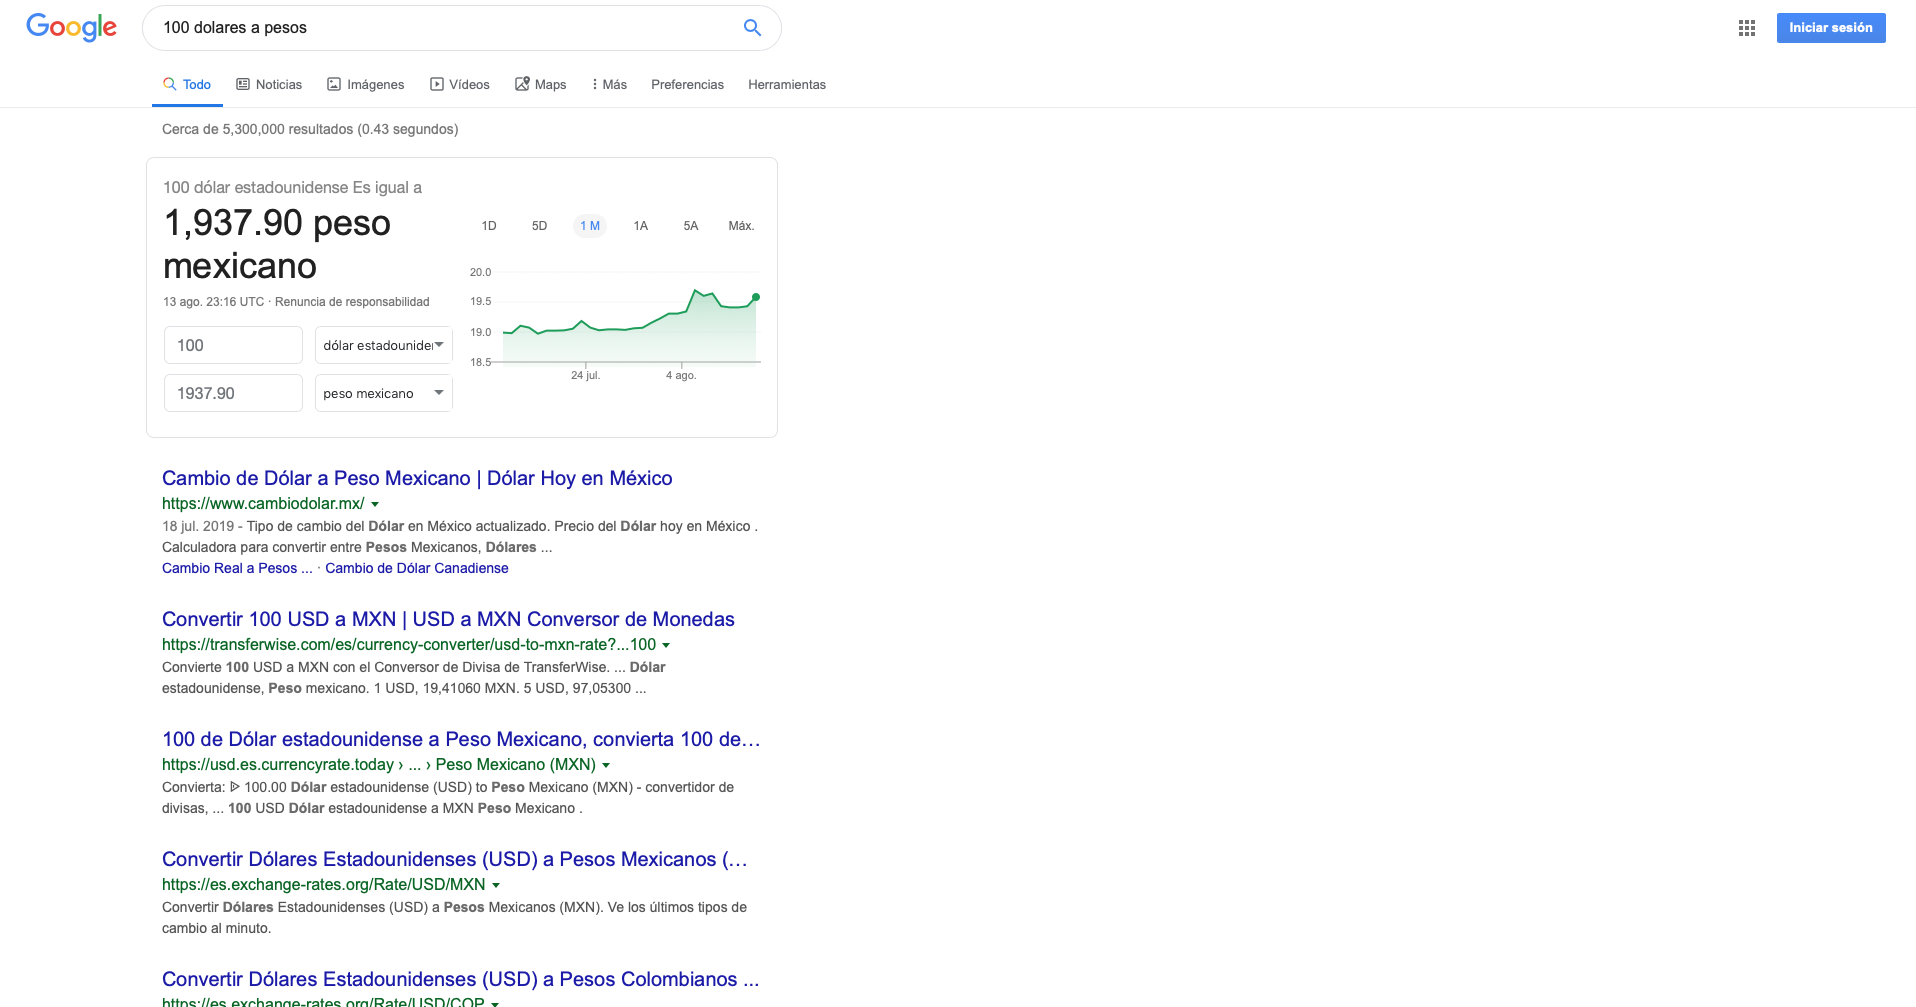 Google
100 dolares a pesos
Iniciar sesión
Todo Noticias Imágenes Vídeos Maps Más Preferencias Herramientas
Cerca de 5,300,000 resultados (0.43 segundos)
100 dólar estadounidense Es igual a
1,937.90 peso
mexicano
13 ago. 23:16 UTC · Renuncia de responsabilidad
100 dólar estadounide
1937.90 peso mexicano
1D 5D 1 M 1A 5A Máx.
20.0
19.5
19.0
18.5
24 jul. 4 ago.
Cambio de Dólar a Peso Mexicano | Dólar Hoy en México
https://www.cambiodolar.mx/
18 jul. 2019 - Tipo de cambio del Dólar en México actualizado. Precio del Dólar hoy en México .
Calculadora para convertir entre Pesos Mexicanos, Dólares ...
Cambio Real a Pesos ... · Cambio de Dólar Canadiense
Convertir 100 USD a MXN | USD a MXN Conversor de Monedas
https://transferwise.com/es/currency-converter/usd-to-mxn-rate?...100
Convierte 100 USD a MXN con el Conversor de Divisa de TransferWise. ... Dólar
estadounidense, Peso mexicano. 1 USD, 19,41060 MXN. 5 USD, 97,05300 ...
100 de Dólar estadounidense a Peso Mexicano, convierta 100 de...
https://usd.es.currencyrate.today › ... › Peso Mexicano (MXN)
Convierta: ᐅ 100.00 Dólar estadounidense (USD) to Peso Mexicano (MXN) - convertidor de
divisas, ... 100 USD Dólar estadounidense a MXN Peso Mexicano .
Convertir Dólares Estadounidenses (USD) a Pesos Mexicanos (...
https://es.exchange-rates.org/Rate/USD/MXN
Convertir Dólares Estadounidenses (USD) a Pesos Mexicanos (MXN). Ve los últimos tipos de
cambio al minuto.
Convertir Dólares Estadounidenses (USD) a Pesos Colombianos ...
https://es.exchange-rates.org/Rate/USD/COP